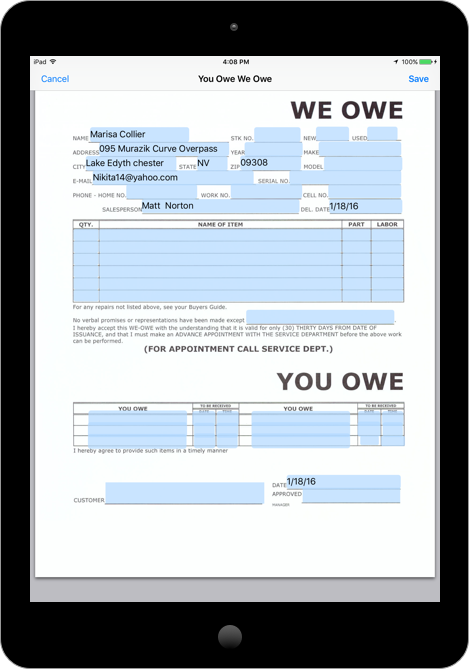 iPad 4:08 PM 100%
Cancel You Owe We Owe Save
WE OWE
NAME Marisa Collier STK NO. NEW USED
ADDRESS 095 Murazik Curve Overpass YEAR MAKE
CITY Lake Edyth chester STATE NV ZIP 09308 MODEL
E-MAIL Nikita14@yahoo.com SERIAL NO.
PHONE - HOME NO. WORK NO. CELL NO.
SALESPERSON Matt Norton DEL. DATE 1/18/16
QTY. NAME OF ITEM PART LABOR
For any repairs not listed above, see your Buyers Guide.
No verbal promises or representations have been made except
I hereby accept this WE-OWE with the understanding that it is valid for only (30) THIRTY DAYS FROM DATE OF
ISSUANCE, and that I must make an ADVANCE APPOINTMENT WITH THE SERVICE DEPARTMENT before the above work
can be performed.
(FOR APPOINTMENT CALL SERVICE DEPT.)
YOU OWE
YOU OWE TO BE RECEIVED YOU OWE TO BE RECEIVED
DATE DATE
I hereby agree to provide such items in a timely manner
DATE 1/18/16
CUSTOMER APPROVED
MANAGER